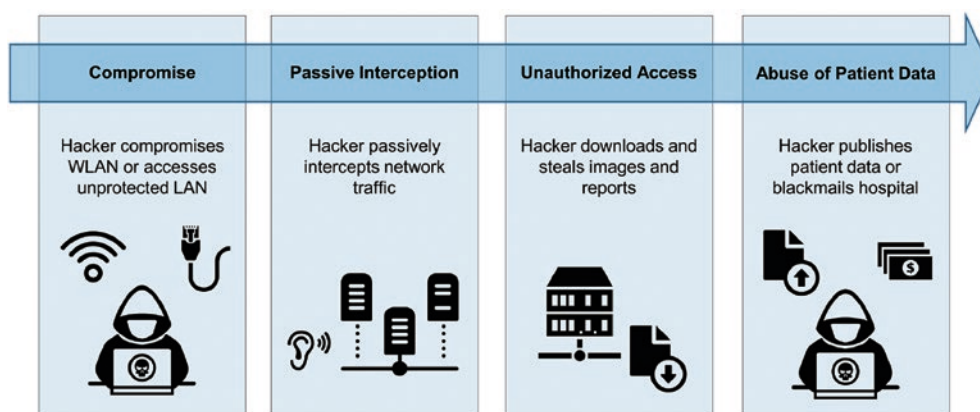 Compromise
Passive Interception
Unauthorized Access
Abuse of Patient Data
Hacker compromises
WLAN or accesses
unprotected LAN
Hacker passively
intercepts network
traffic
Hacker downloads and
steals images and
reports
Hacker publishes
patient data or
blackmails hospital
$